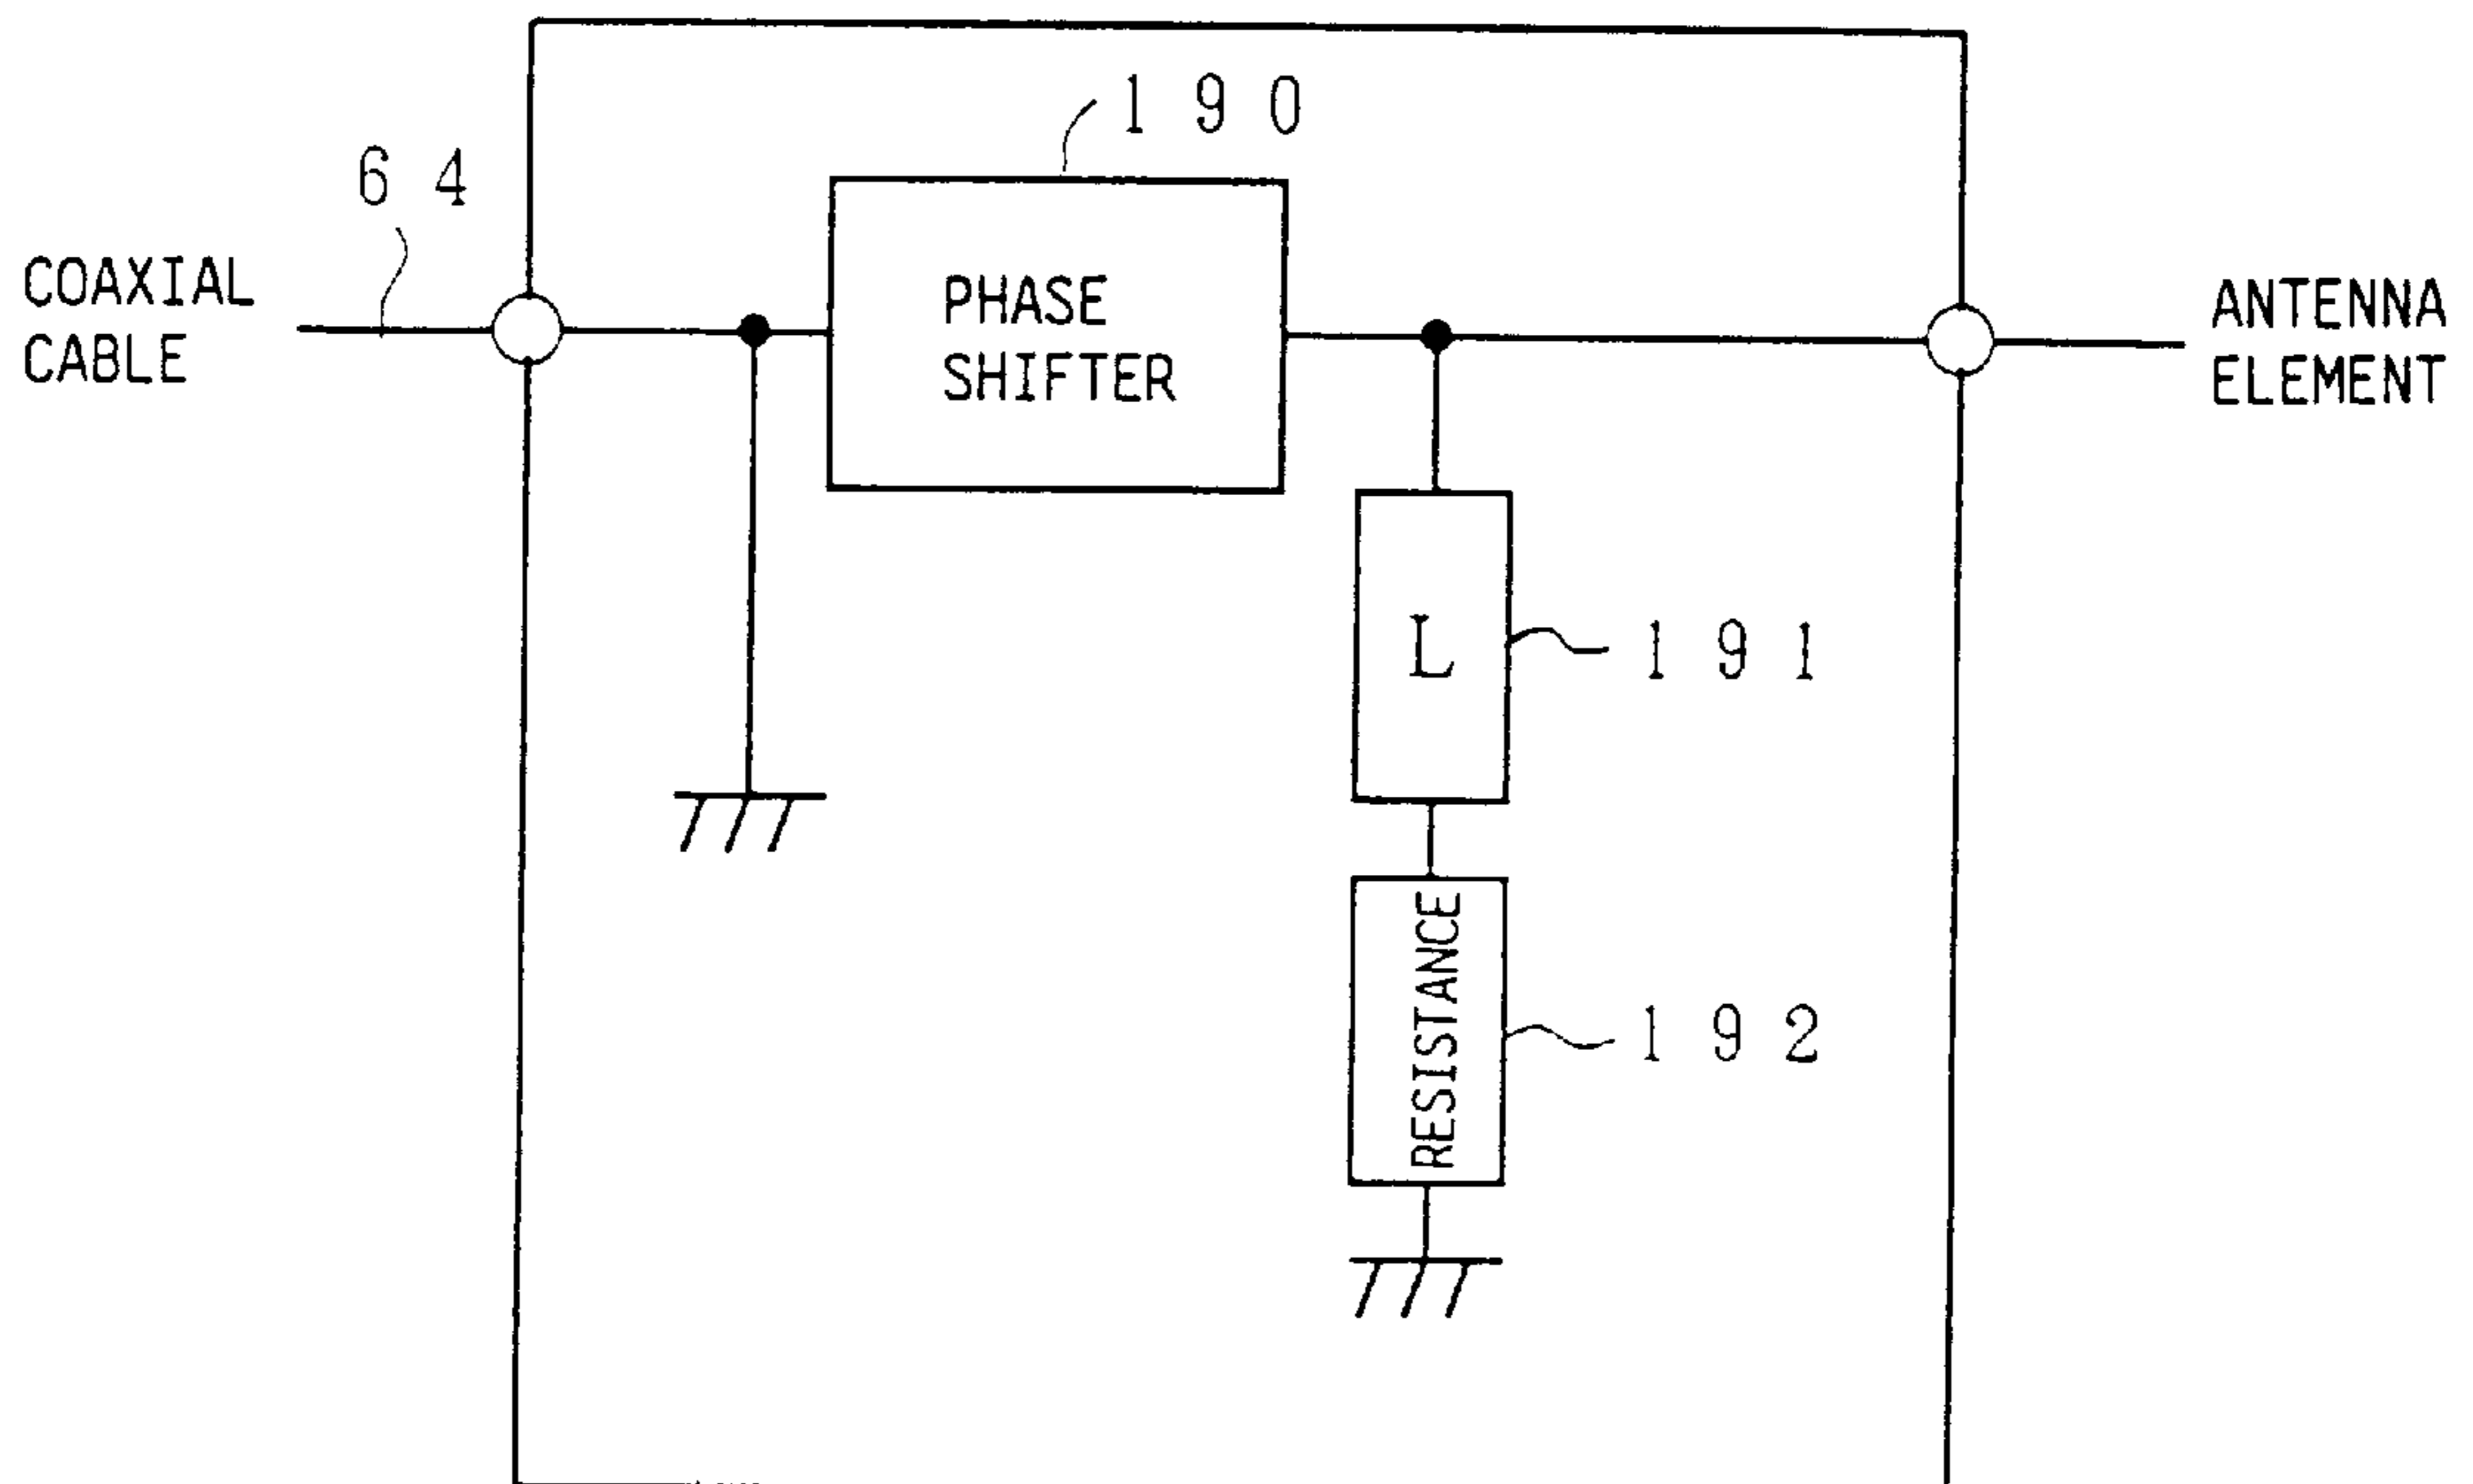 1 9 0
6 4
COAXIAL
CABLE
PHASE
SHIFTER
ANTENNA
ELEMENT
L
1 9 1
RESISTANCE
1 9 2